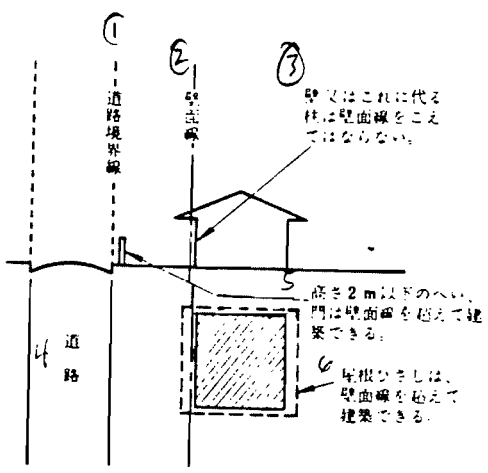 ①
②
③
道路境界線
壁面線
壁又はこれに代る
柱は壁面線をこえ
てはならない。
5
高さ2m以下のへい、
門は壁面線を越えて建
築できる。
4
道路
6
屋根ひさしは、
壁面線を越えて
建築できる。